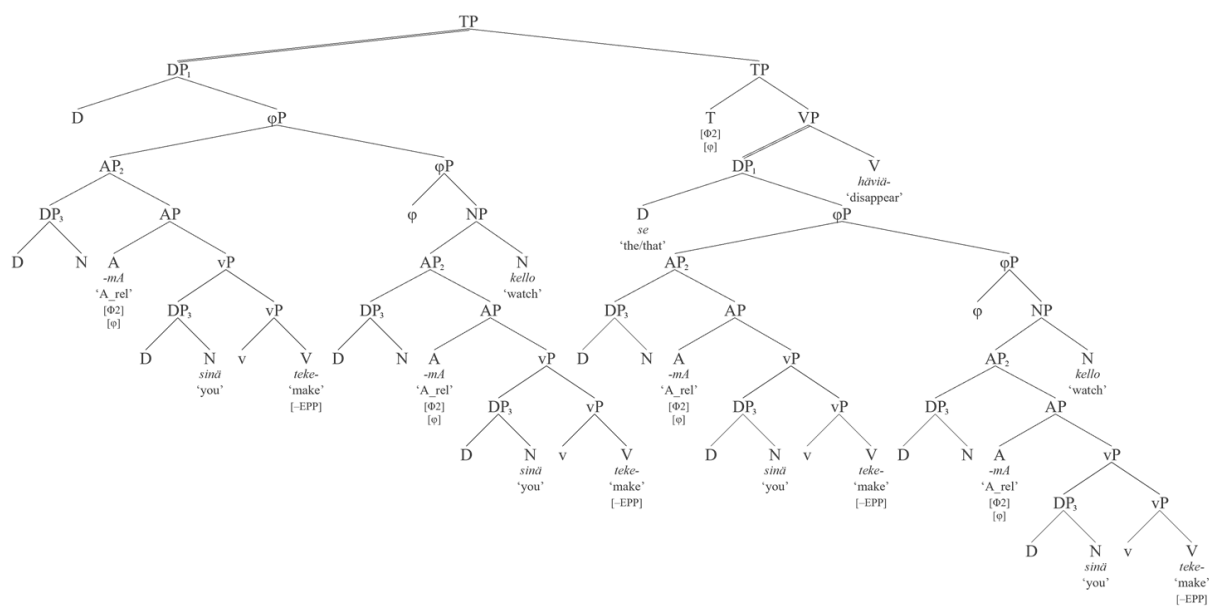 TP
DP₁ TP
D φP T VP
[Φ2]
[φ]
AP₂ φP DP₁ V
häviä-
‘disappear’
DP₃ AP φ NP D φP
se
‘the/that’
D N A vP AP₂ N AP₂ φP
-mA kello
‘A_rel’ ‘watch’
[Φ2]
[φ]
DP₃ vP DP₃ AP DP₃ AP φ NP
D N v V D N A vP D N A vP AP₂ N
sinä teke- -mA -mA kello
‘you’ ‘make’ ‘A_rel’ ‘A_rel’ ‘watch’
[–EPP] [Φ2] [Φ2]
[φ] [φ]
DP₃ vP DP₃ vP DP₃ AP
D N v V D N v V D N A vP
sinä teke- sinä teke- -mA
‘you’ ‘make’ ‘you’ ‘make’ ‘A_rel’
[–EPP] [–EPP] [Φ2]
[φ]
DP₃ vP
D N v V
sinä teke-
‘you’ ‘make’
[–EPP]